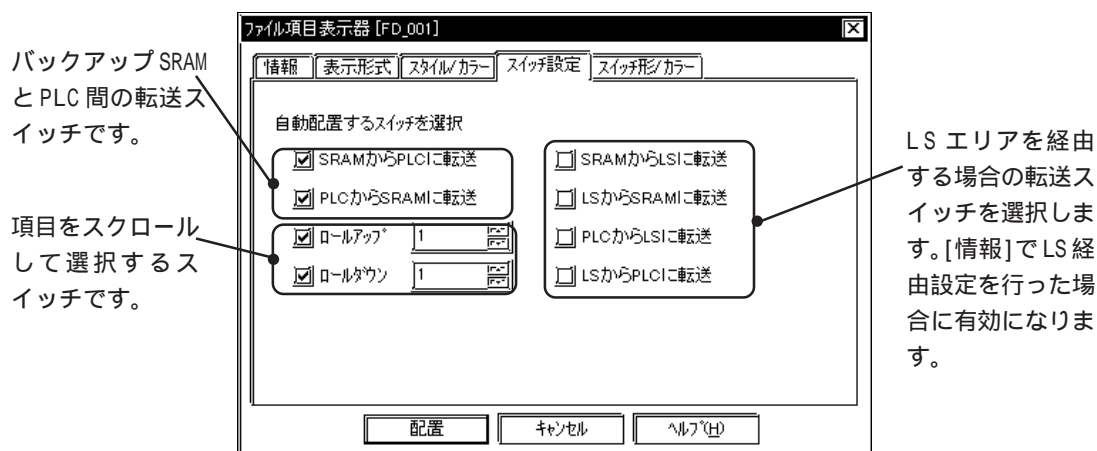 ファイル項目表示器 [FD_001]
情報 表示形式 スタイル/カラー スイッチ設定 スイッチ形/カラー
自動配置するスイッチを選択
SRAMからPLCに転送
PLCからSRAMに転送
ロールアップ 1
ロールダウン 1
SRAMからLSに転送
LSからSRAMに転送
PLCからLSに転送
LSからPLCに転送
配置 キャンセル ヘルプ(H)
バックアップSRAM
とPLC間の転送ス
イッチです。
項目をスクロール
して選択するス
イッチです。
LSエリアを経由
する場合の転送ス
イッチを選択しま
す。[情報]でLS経
由設定を行った場
合に有効になりま
す。